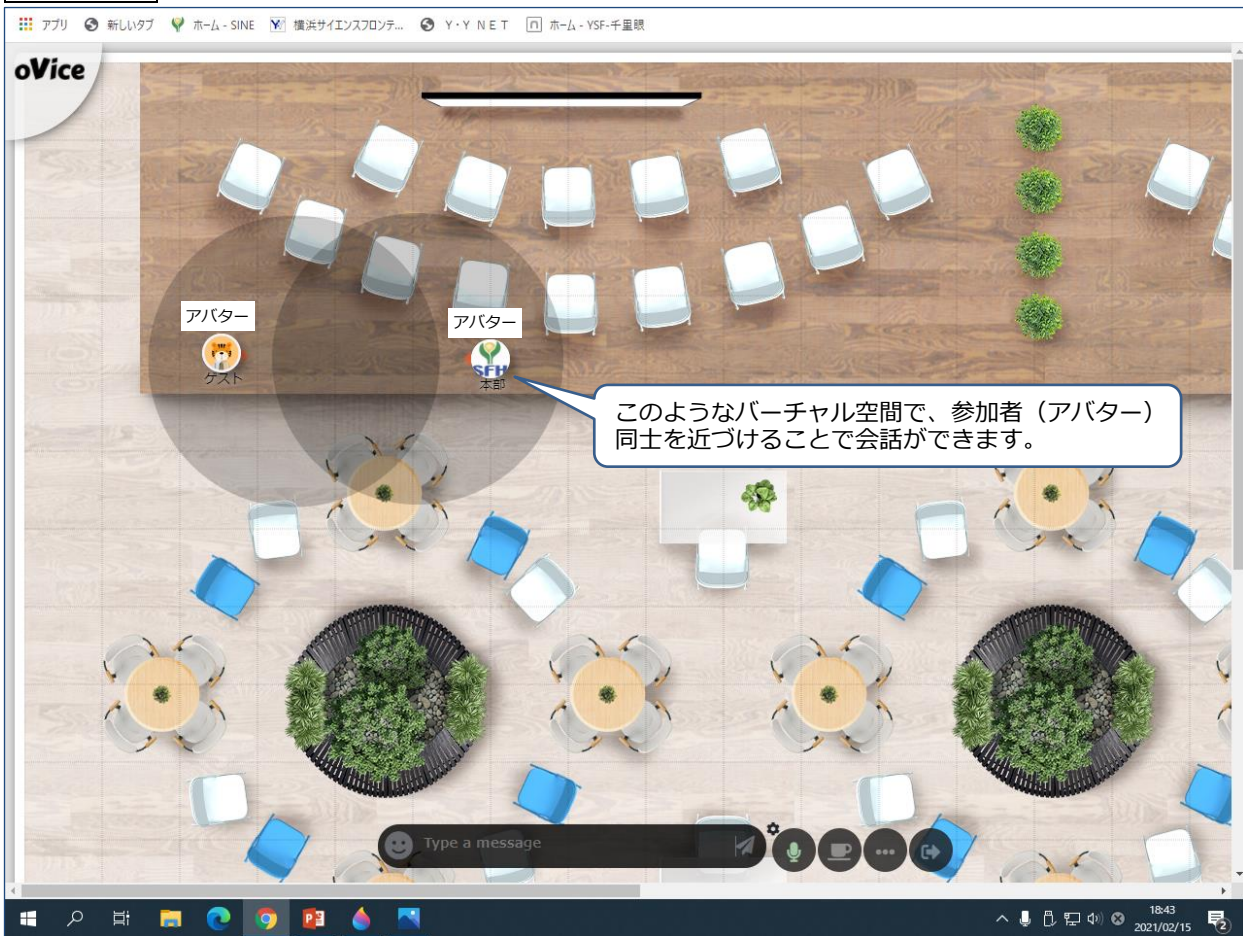 アプリ 新しいタブ ホーム - SINE 横浜サイエンスフロンテ... Y・Y NET ホーム - YSF-千里眼
oVice
アバター
アバター
ゲスト
SFH
本部
このようなバーチャル空間で、参加者（アバター）
同士を近づけることで会話ができます。
Type a message
18:43
2021/02/15
2